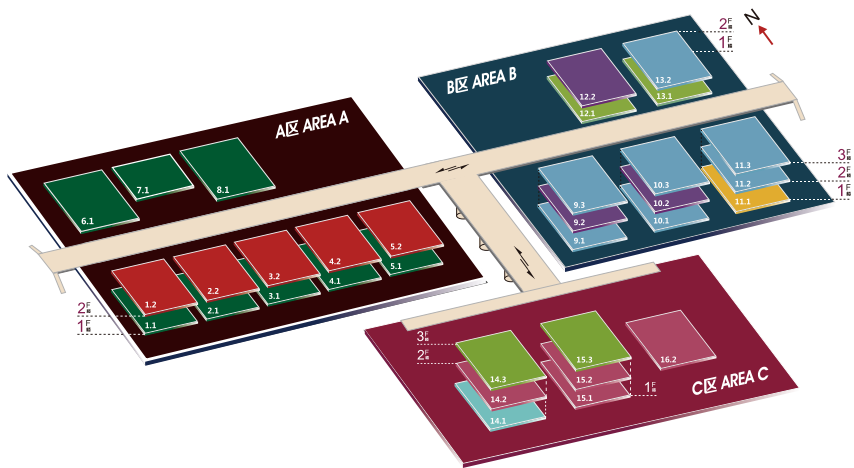 2F
1F
N
B区 AREA B
13.2
13.1
12.2
12.1
A区 AREA A
3F
2F
1F
11.3
11.2
11.1
10.3
10.2
10.1
9.3
9.2
9.1
8.1
7.1
6.1
5.2
5.1
4.2
4.1
3.2
3.1
2.2
2.1
1.2
1.1
2F
1F
3F
2F
16.2
15.3
15.2
15.1
1F
14.3
14.2
14.1
C区 AREA C